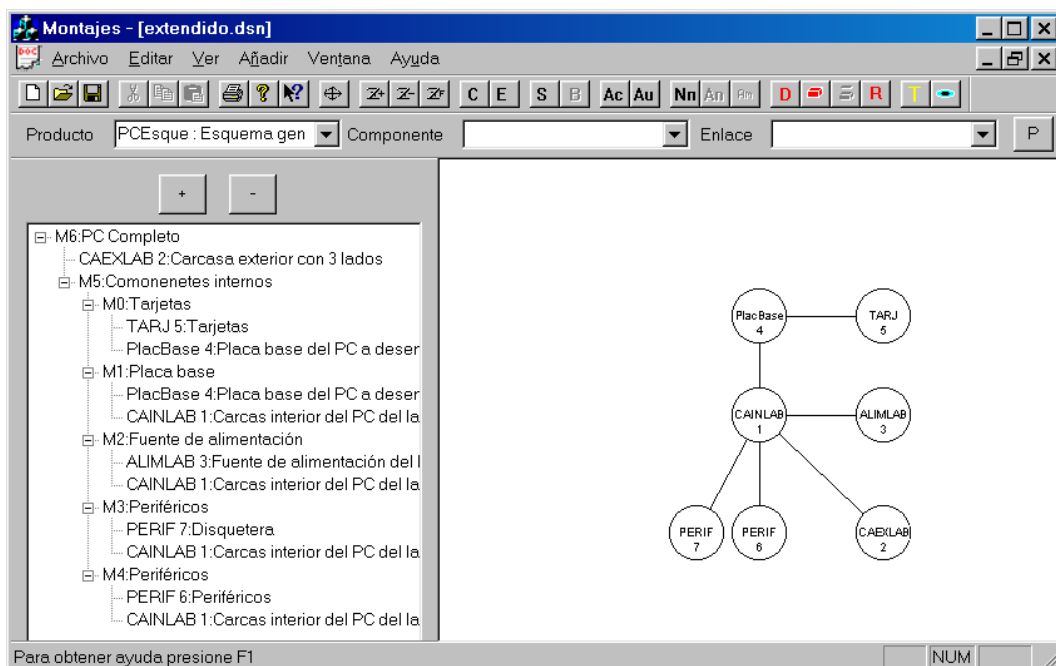 Montajes - [extendido.dsn]
DOC Archivo Editar Ver Añadir Ventana Ayuda
Z+ Z- ZF C E S B Ac Au Nn An Am D R T
Producto PCEsque : Esquema gen Componente Enlace P
+ -
M6:PC Completo
CAEXLAB 2:Carcasa exterior con 3 lados
M5:Comonenetes internos
M0:Tarjetas
TARJ 5:Tarjetas
PlacBase 4:Placa base del PC a deser
M1:Placa base
PlacBase 4:Placa base del PC a deser
CAINLAB 1:Carcas interior del PC del la
M2:Fuente de alimentación
ALIMLAB 3:Fuente de alimentación del l
CAINLAB 1:Carcas interior del PC del la
M3:Periféricos
PERIF 7:Disquetera
CAINLAB 1:Carcas interior del PC del la
M4:Periféricos
PERIF 6:Periféricos
CAINLAB 1:Carcas interior del PC del la
PlacBase
4
TARJ
5
CAINLAB
1
ALIMLAB
3
PERIF
7
PERIF
6
CAEXLAB
2
Para obtener ayuda presione F1
NUM